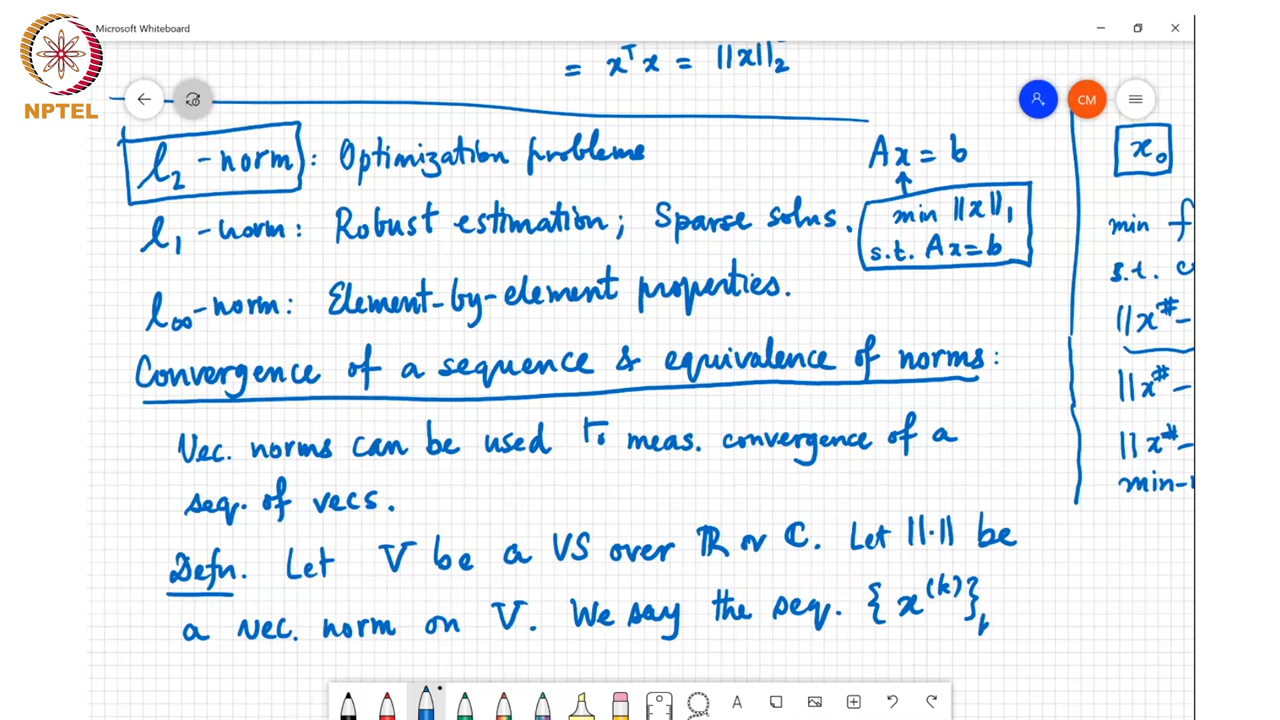 Microsoft Whiteboard
NPTEL
= xᵀx = ||x||₂²
CM
l₂-norm: Optimization problems
Ax = b
l₁-norm: Robust estimation; Sparse solns.
min ||x||₁
s.t. Ax=b
l∞-norm: Element-by-element properties.
Convergence of a sequence & equivalence of norms:
Vec. norms can be used to meas. convergence of a
seq. of vecs.
Defn. Let V be a VS over ℝ or ℂ. Let ||·|| be
a vec. norm on V. We say the seq. {x⁽ᵏ⁾}
x₀
min f
s.t. c
||x# -
||x# -
||x# -
min-
A